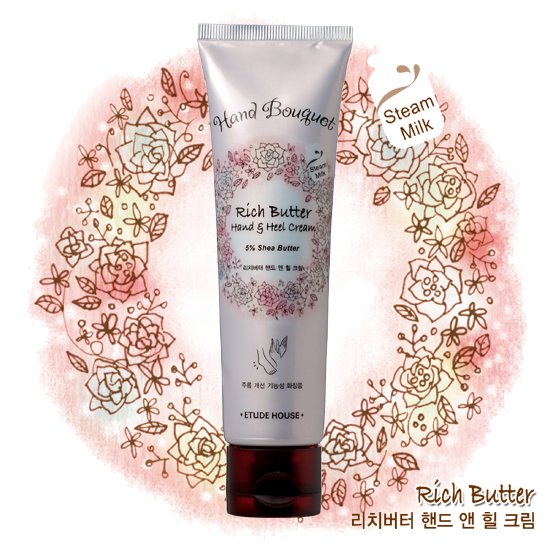 Hand Bouquet
Steam
Milk
Steam
Milk
Rich Butter
Hand & Heel Cream
5% Shea Butter
리치버터 핸드 앤 힐 크림
주름 개선 기능성 화장품
• ETUDE HOUSE •
Rich Butter
리치버터 핸드 앤 힐 크림